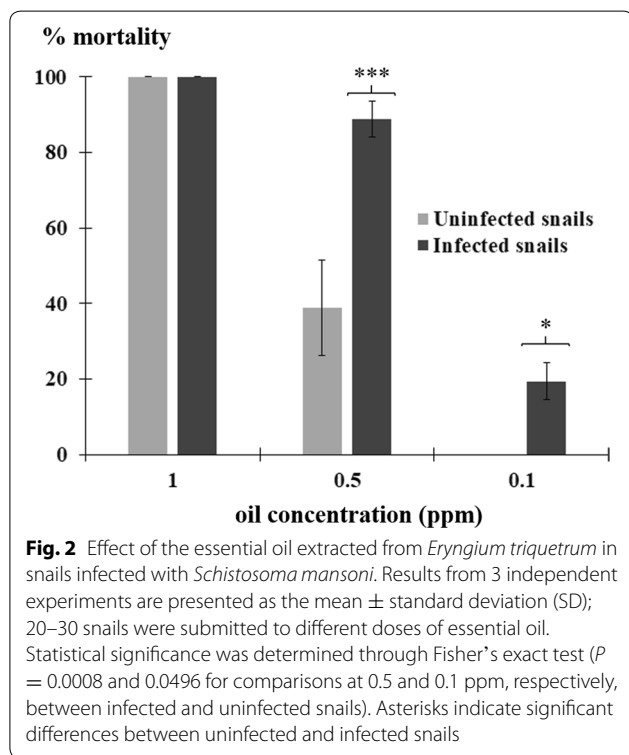 % mortality
100
80
60
40
20
0
***
*
Uninfected snails
Infected snails
1
0.5
0.1
oil concentration (ppm)
Fig. 2 Effect of the essential oil extracted from Eryngium triquetrum in
snails infected with Schistosoma mansoni. Results from 3 independent
experiments are presented as the mean ± standard deviation (SD);
20–30 snails were submitted to different doses of essential oil.
Statistical significance was determined through Fisher’s exact test (P
= 0.0008 and 0.0496 for comparisons at 0.5 and 0.1 ppm, respectively,
between infected and uninfected snails). Asterisks indicate significant
differences between uninfected and infected snails